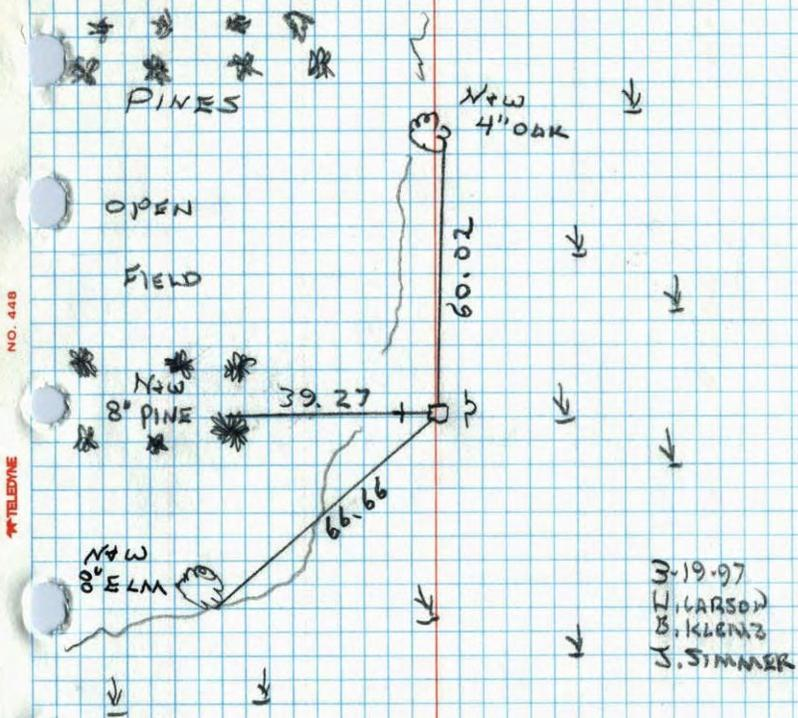 PINES
N+W
4" OAK
OPEN
FIELD
60.02
NO. 448
N+W
8" PINE
39.27
66.66
TELEDYNE
N+W
8" ELM
3-19-97
H. LARSON
B. KLEMZ
J. SIMMER